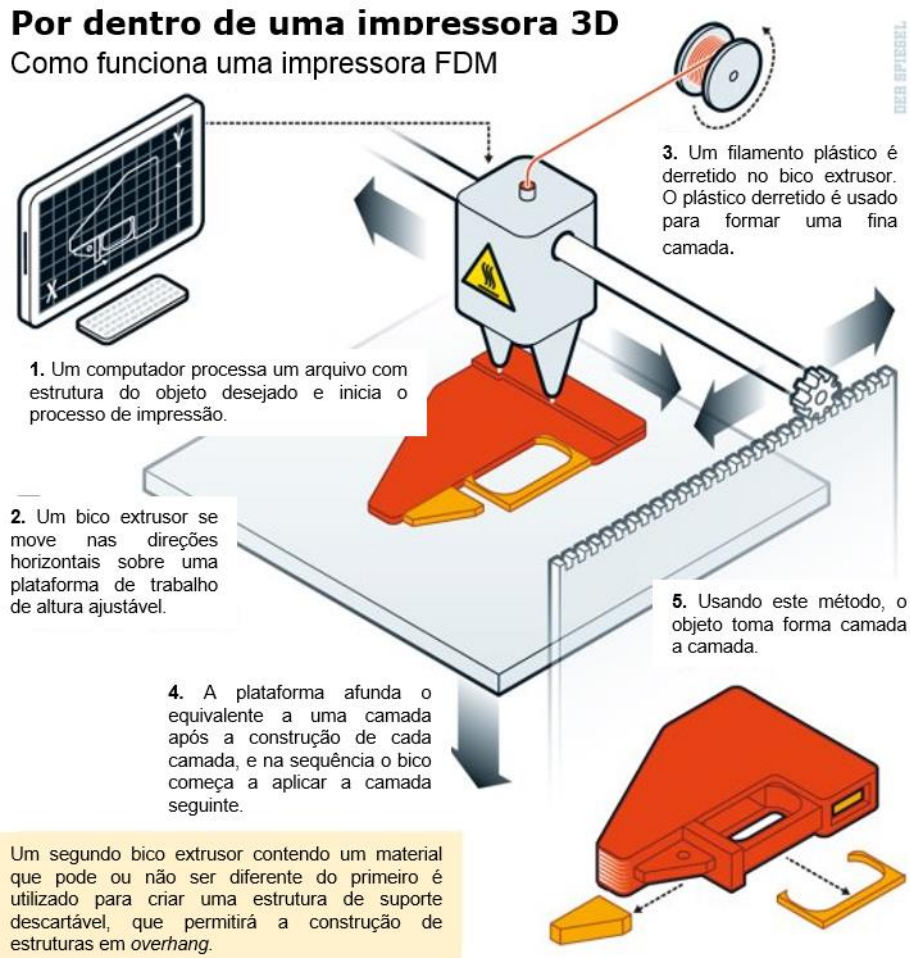 Por dentro de uma impressora 3D
Como funciona uma impressora FDM
DER SPIEGEL
Y
X
3. Um filamento plástico é
derretido no bico extrusor.
O plástico derretido é usado
para formar uma fina
camada.
1. Um computador processa um arquivo com
estrutura do objeto desejado e inicia o
processo de impressão.
2. Um bico extrusor se
move nas direções
horizontais sobre uma
plataforma de trabalho
de altura ajustável.
5. Usando este método, o
objeto toma forma camada
a camada.
4. A plataforma afunda o
equivalente a uma camada
após a construção de cada
camada, e na sequência o bico
começa a aplicar a camada
seguinte.
Um segundo bico extrusor contendo um material
que pode ou não ser diferente do primeiro é
utilizado para criar uma estrutura de suporte
descartável, que permitirá a construção de
estruturas em overhang.